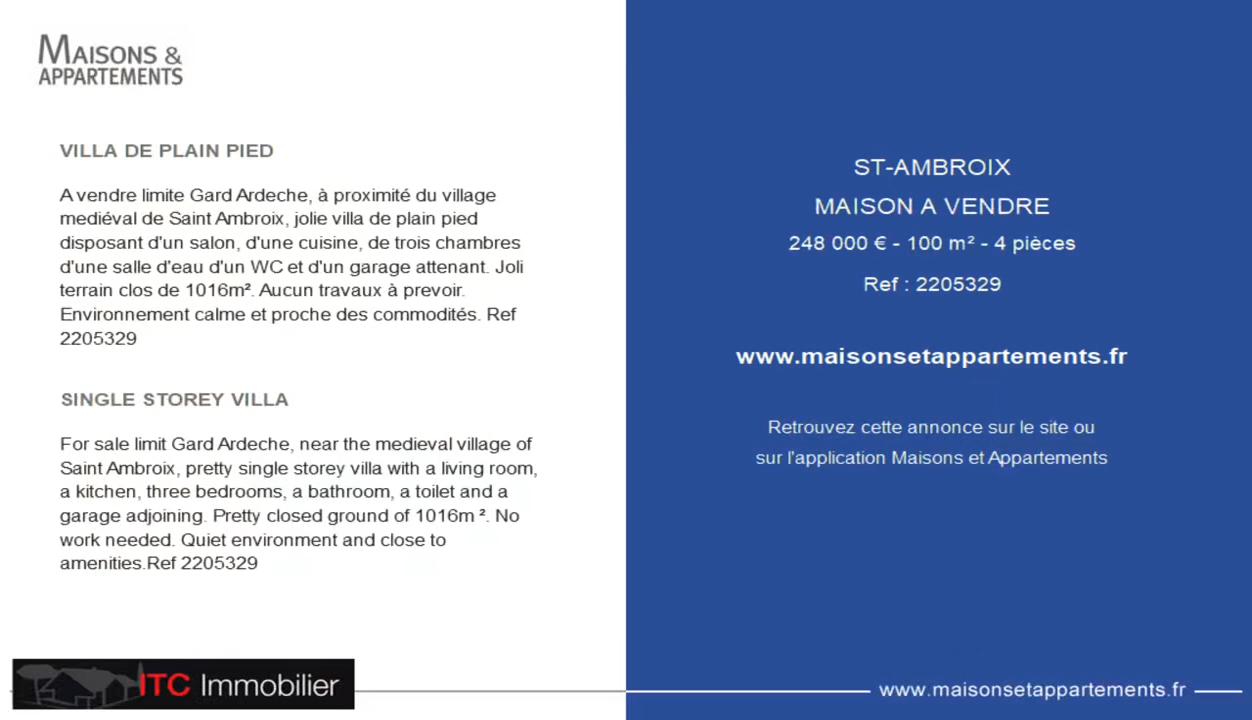 MAISONS &
APPARTEMENTS
VILLA DE PLAIN PIED
A vendre limite Gard Ardeche, à proximité du village
mediéval de Saint Ambroix, jolie villa de plain pied
disposant d'un salon, d'une cuisine, de trois chambres
d'une salle d'eau d'un WC et d'un garage attenant. Joli
terrain clos de 1016m². Aucun travaux à prevoir.
Environnement calme et proche des commodités. Ref
2205329
SINGLE STOREY VILLA
For sale limit Gard Ardeche, near the medieval village of
Saint Ambroix, pretty single storey villa with a living room,
a kitchen, three bedrooms, a bathroom, a toilet and a
garage adjoining. Pretty closed ground of 1016m ². No
work needed. Quiet environment and close to
amenities.Ref 2205329
ITC Immobilier
ST-AMBROIX
MAISON A VENDRE
248 000 € - 100 m² - 4 pièces
Ref : 2205329
www.maisonsetappartements.fr
Retrouvez cette annonce sur le site ou
sur l'application Maisons et Appartements
www.maisonsetappartements.fr